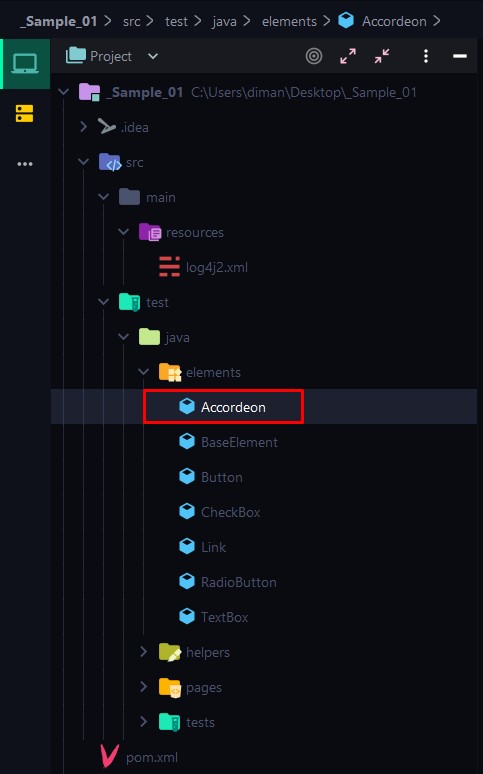 _Sample_01 > src > test > java > elements > Accordeon >
Project
_Sample_01 C:\Users\diman\Desktop\_Sample_01
.idea
src
main
resources
log4j2.xml
test
java
elements
Accordeon
BaseElement
Button
CheckBox
Link
RadioButton
TextBox
helpers
pages
tests
pom.xml